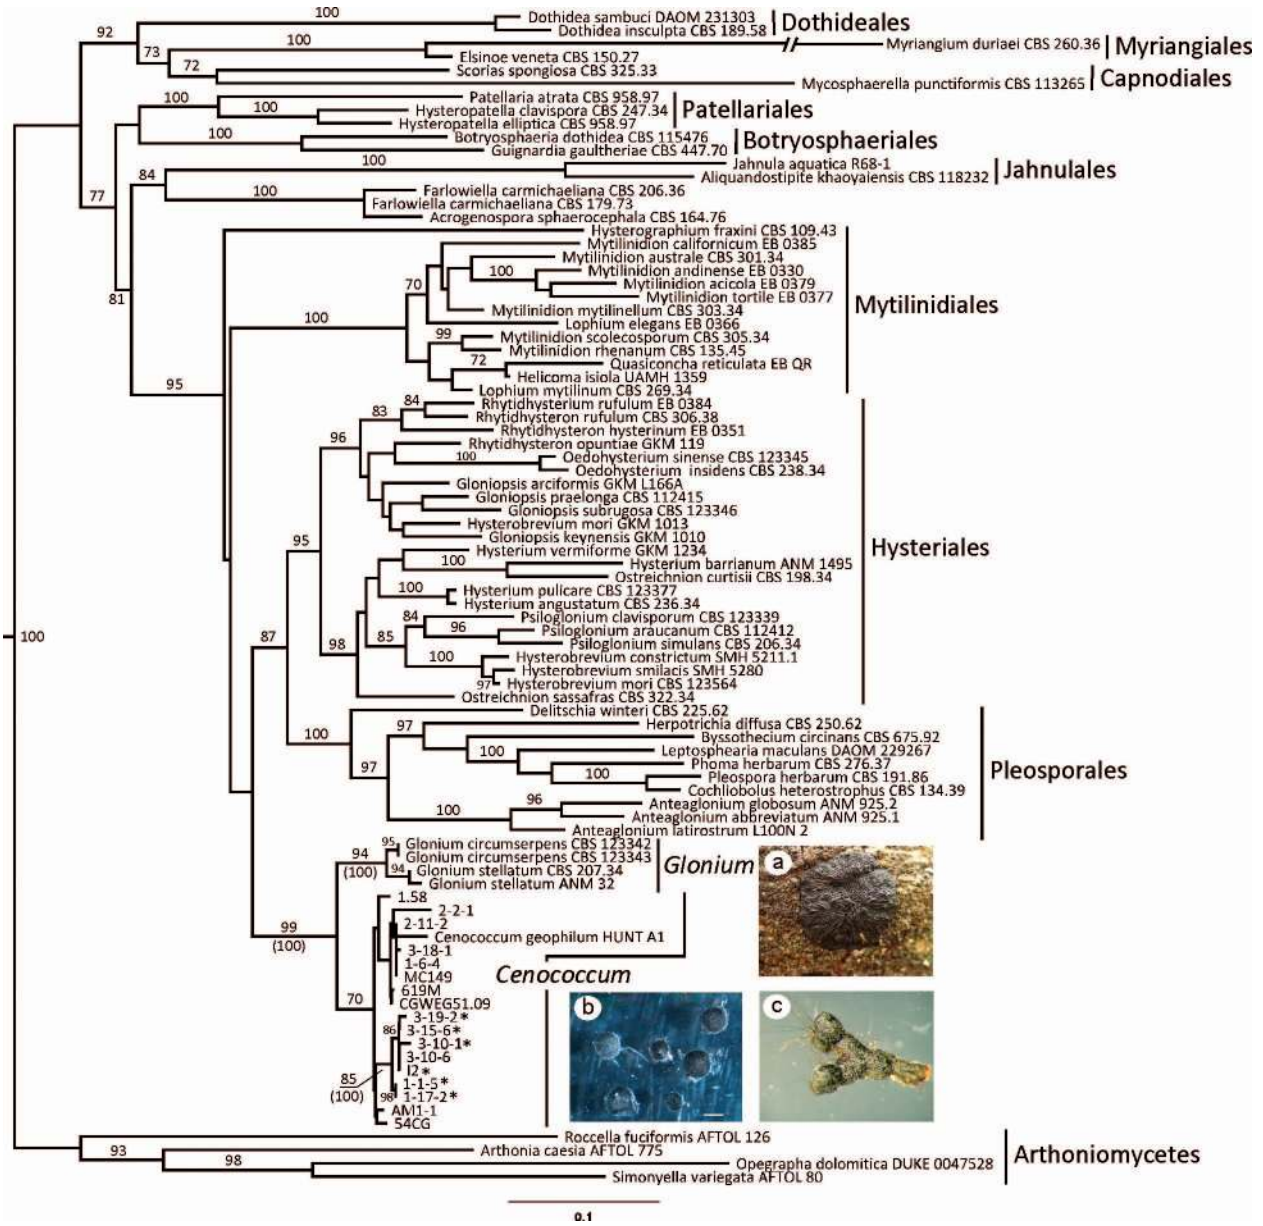 100
Dothidea sambuci DAOM 231303
Dothidea insculpta CBS 189.58
Dothideales
92
73
100
Myriangium duriaei CBS 260.36
Myriangiales
Elsinoe veneta CBS 150.27
72
Scorias spongiosa CBS 325.33
Mycosphaerella punctiformis CBS 113265
Capnodiales
100
Patellaria atrata CBS 958.97
100
Hysteropatella clavispora CBS 247.34
Hysteropatella elliptica CBS 958.97
Patellariales
100
Botryosphaeria dothidea CBS 115476
Guignardia gaultheriae CBS 447.70
Botryosphaeriales
77
84
100
Jahnula aquatica R68-1
Aliquandostipite khaoyalensis CBS 118232
Jahnulales
100
Farlowiella carmichaeliana CBS 206.36
Farlowiella carmichaeliana CBS 179.73
Acrogenospora sphaerocephala CBS 164.76
81
Hysterographium fraxini CBS 109.43
Mytilinidion californicum EB 0385
Mytilinidion australe CBS 301.34
100
Mytilinidion andinense EB 0330
Mytilinidion acicola EB 0379
Mytilinidion tortile EB 0377
70
Mytilinidion mytilinellum CBS 303.34
Mytilinidiales
100
Lophium elegans EB 0366
99
Mytilinidion scolecosporum CBS 305.34
Mytilinidion rhenanum CBS 135.45
72
Quasiconcha reticulata EB QR
Helicoma isiola UAMH 1359
95
Lophium mytilinum CBS 269.34
84
Rhytidhysterium rufulum EB 0384
83
Rhytidhysteron rufulum CBS 306.38
Rhytidhysteron hysterinum EB 0351
96
Rhytidhysteron opuntiae GKM 119
100
Oedohysterium sinense CBS 123345
Oedohysterium insidens CBS 238.34
Gloniopsis arciformis GKM L166A
Gloniopsis praelonga CBS 112415
Gloniopsis subrugosa CBS 123346
Hysterobrevium mori GKM 1013
Gloniopsis keynensis GKM 1010
95
Hysteriales
Hysterium vermiforme GKM 1234
100
Hysterium barrianum ANM 1495
Ostreichnion curtisii CBS 198.34
100
Hysterium pulicare CBS 123377
Hysterium angustatum CBS 236.34
84
Psiloglonium clavisporum CBS 123339
96
Psiloglonium araucanum CBS 112412
Psiloglonium simulans CBS 206.34
100
87
98
85
100
Hysterobrevium constrictum SMH 5211.1
Hysterobrevium smilacis SMH 5280
97
Hysterobrevium mori CBS 123564
Ostreichnion sassafras CBS 322.34
Delitschia winteri CBS 225.62
100
97
Herpotrichia diffusa CBS 250.62
Byssothecium circinans CBS 675.92
100
Leptosphearia maculans DAOM 229267
97
Phoma herbarum CBS 276.37
100
Pleospora herbarum CBS 191.86
Cochliobolus heterostrophus CBS 134.39
Pleosporales
96
Anteaglonium globosum ANM 925.2
100
Anteaglonium abbreviatum ANM 925.1
Anteaglonium latirostrum L100N 2
95
Glonium circumserpens CBS 123342
94
(100)
Glonium circumserpens CBS 123343
94
Glonium stellatum CBS 207.34
Glonium stellatum ANM 32
Glonium
a
1.58
2-2-1
2-11-2
99
(100)
Cenococcum geophilum HUNT A1
3-18-1
1-6-4
MC149
Cenococcum
619M
CGWEG51.09
70
b
c
3-19-2*
86
3-15-6*
3-10-1*
3-10-6
I2*
85
(100)
1-1-5*
98
1-17-2*
AM1-1
54CG
Roccella fuciformis AFTOL 126
93
Arthonia caesia AFTOL 775
98
Opegrapha dolomitica DUKE 0047528
Simonyella variegata AFTOL 80
Arthoniomycetes
0.1